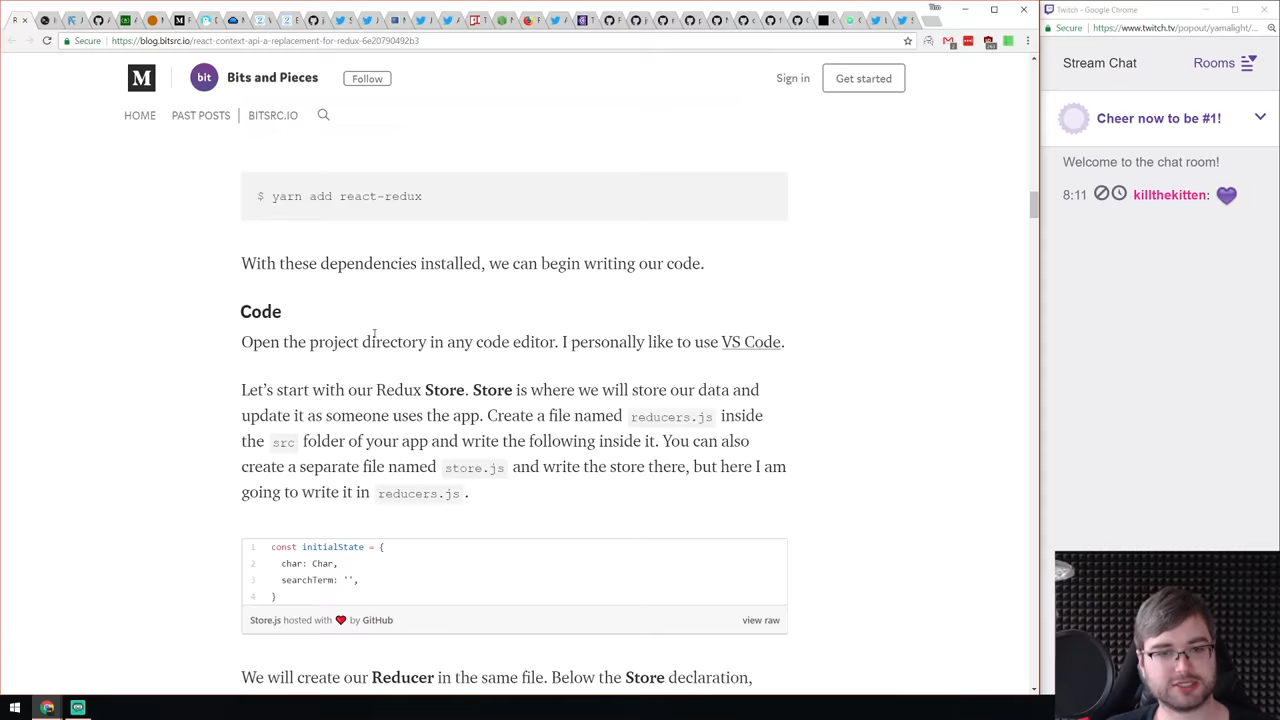 Tim
Secure
https://blog.bitsrc.io/react-context-api-a-replacement-for-redux-6e20790492b3
M
bit
Bits and Pieces
Follow
Sign in
Get started
HOME
PAST POSTS
BITSRC.IO
$ yarn add react-redux
With these dependencies installed, we can begin writing our code.
Code
Open the project directory in any code editor. I personally like to use VS Code.
Let's start with our Redux Store. Store is where we will store our data and
update it as someone uses the app. Create a file named reducers.js inside
the src folder of your app and write the following inside it. You can also
create a separate file named store.js and write the store there, but here I am
going to write it in reducers.js.
1 const initialState = {
2 char: Char,
3 searchTerm: '',
4 }
Store.js hosted with ❤ by GitHub
view raw
We will create our Reducer in the same file. Below the Store declaration,
Twitch - Google Chrome
Secure
https://www.twitch.tv/popout/yamalight/...
Stream Chat
Rooms
Cheer now to be #1!
Welcome to the chat room!
8:11 killthekitten: